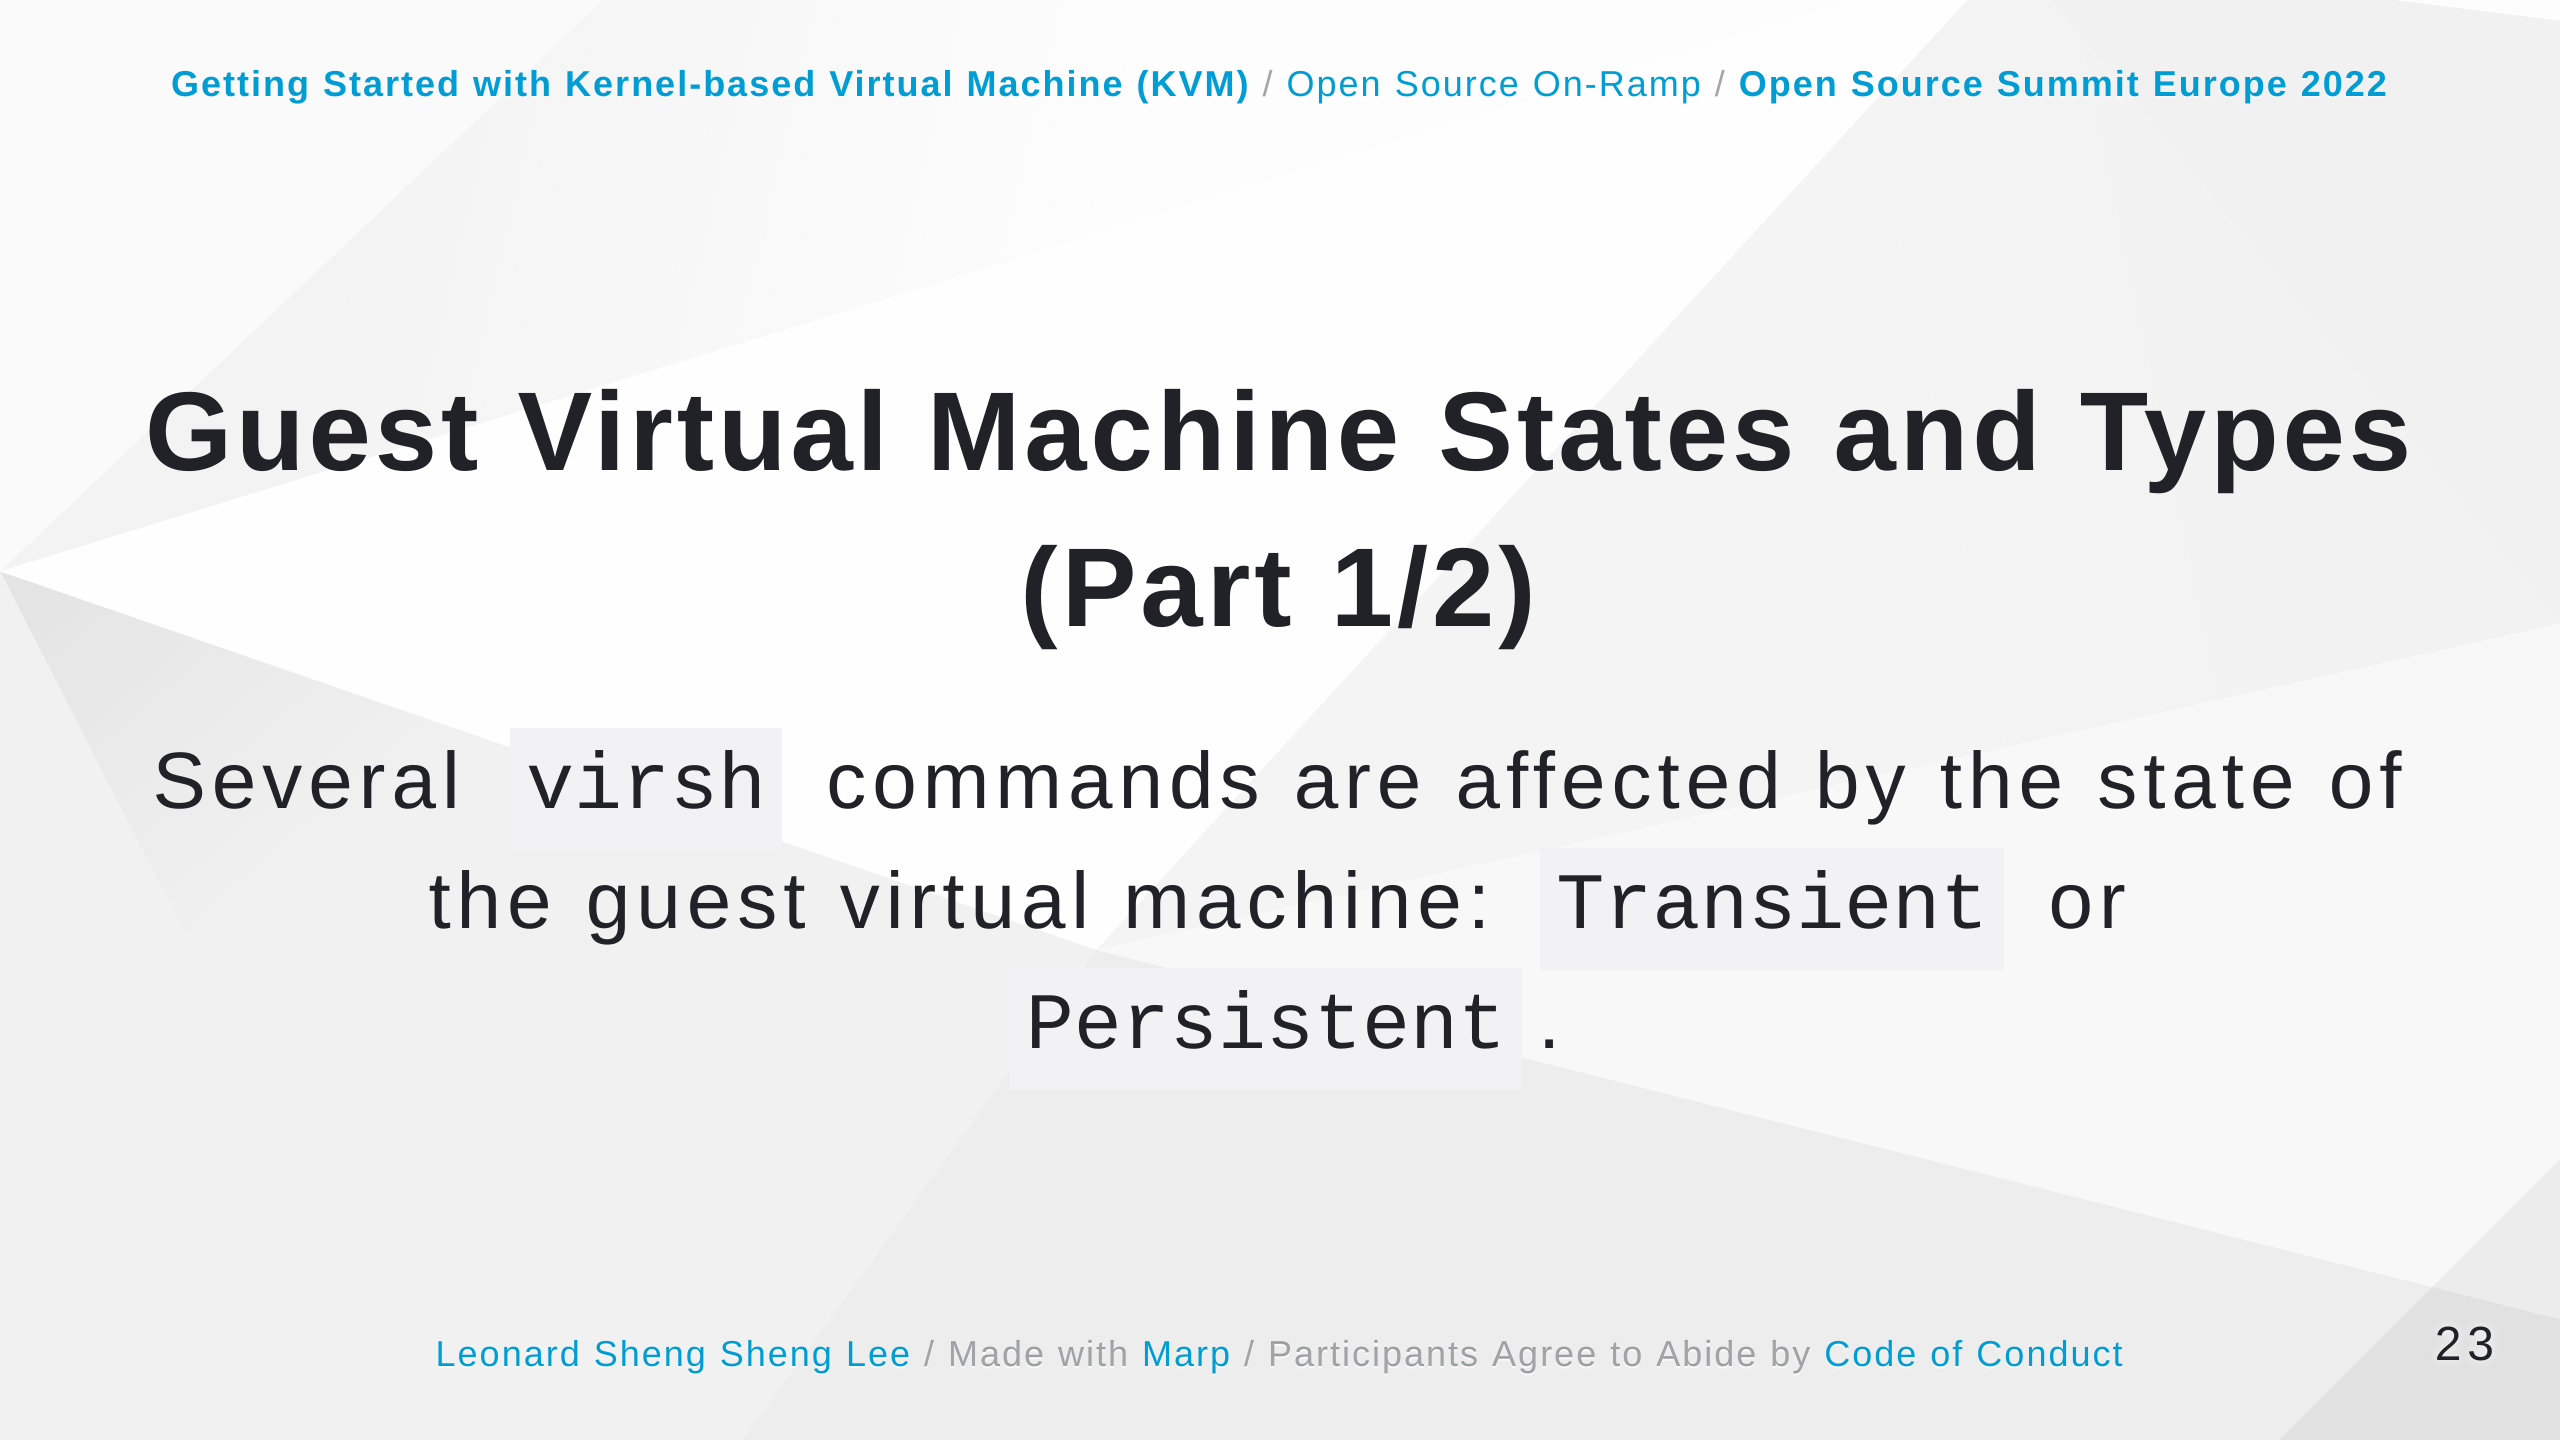 Getting Started with Kernel-based Virtual Machine (KVM) / Open Source On-Ramp / Open Source Summit Europe 2022
Guest Virtual Machine States and Types
(Part 1/2)
Several virsh commands are affected by the state of
the guest virtual machine: Transient or
Persistent.
Leonard Sheng Sheng Lee / Made with Marp / Participants Agree to Abide by Code of Conduct
23